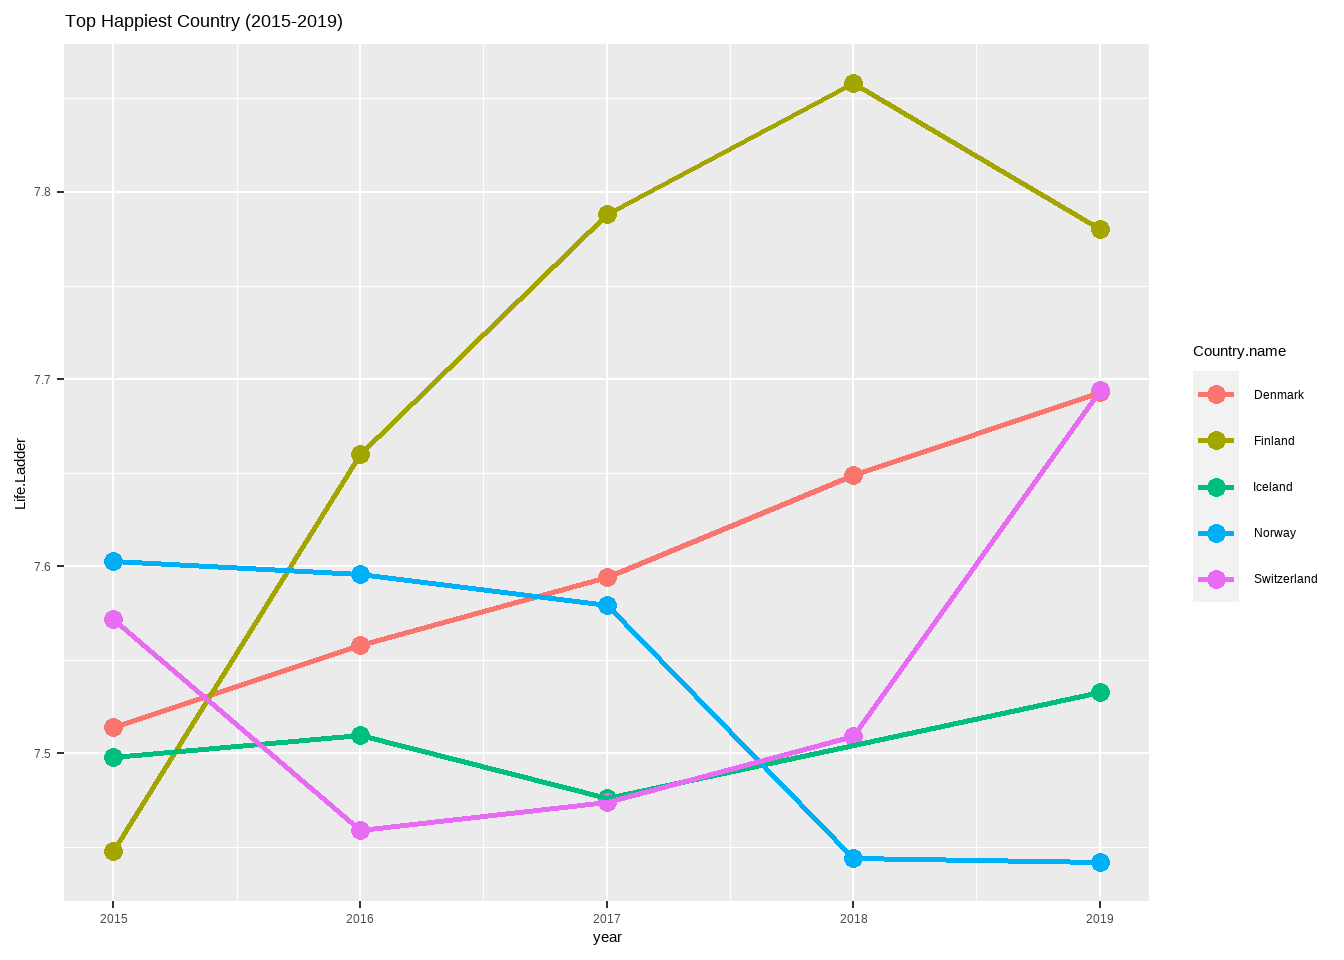 Top Happiest Country (2015-2019)
7.8
7.7
7.6
7.5
Life.Ladder
2015 2016 2017 2018 2019
year
Country.name
Denmark
Finland
Iceland
Norway
Switzerland